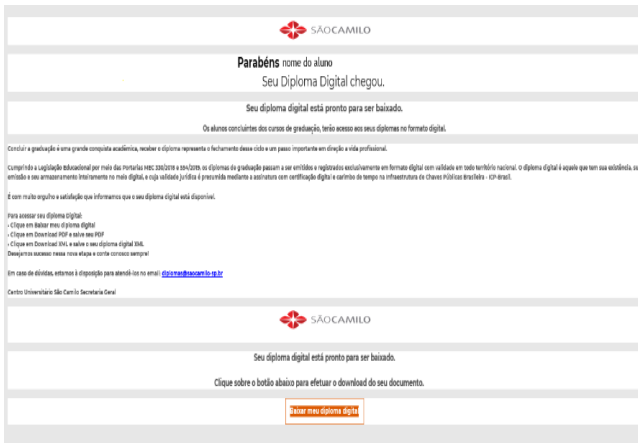 SÃOCAMILO
Parabéns nome do aluno
Seu Diploma Digital chegou.
Seu diploma digital está pronto para ser baixado.
Os alunos concluintes dos cursos de graduação, terão acesso aos seus diplomas no formato digital.
Concluir a graduação é uma grande conquista acadêmica, receber o diploma representa o fechamento desse ciclo e um passo importante em direção a vida profissional.
Cumprindo a Legislação Educacional por meio das Portarias MEC 330/2018 e 554/2019, os diplomas de graduação passam a ser emitidos e registrados exclusivamente em formato digital com validade em todo território nacional. O diploma digital é aquele que tem sua existência, su
emissão e seu armazenamento inteiramente no meio digital, e cuja validade jurídica é presumida mediante a assinatura com certificação digital e carimbo de tempo na Infraestrutura de Chaves Públicas Brasileira - ICP-Brasil.
É com muito orgulho e satisfação que informamos que o seu diploma digital está disponível.
Para acessar seu diploma Digital:
- Clique em Baixar meu diploma digital
- Clique em Download PDF e salve seu PDF
- Clique em Download XML e salve o seu diploma digital XML
Desejamos sucesso nessa nova etapa e conte conosco sempre!
Em caso de dúvidas, estamos à disposição para atendê-los no email: diplomas@saocamilo-sp.br
Centro Universitário São Camilo Secretaria Geral
SÃOCAMILO
Seu diploma digital está pronto para ser baixado.
Clique sobre o botão abaixo para efetuar o download do seu documento.
Baixar meu diploma digital